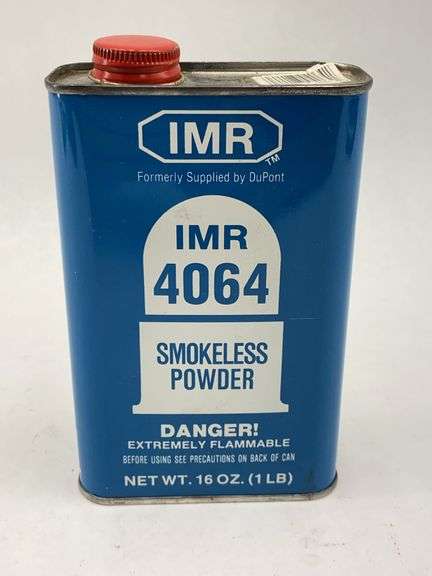 IMR
TM
Formerly Supplied by DuPont
IMR
4064
SMOKELESS
POWDER
DANGER!
EXTREMELY FLAMMABLE
BEFORE USING SEE PRECAUTIONS ON BACK OF CAN
NET WT. 16 OZ. (1 LB)